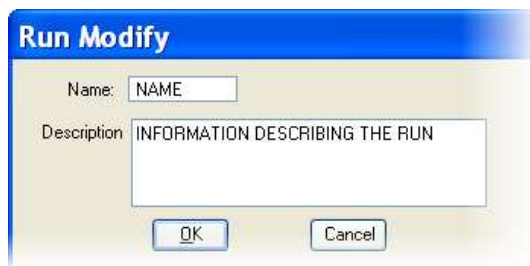 Run Modify
Name: NAME
Description INFORMATION DESCRIBING THE RUN
OK Cancel